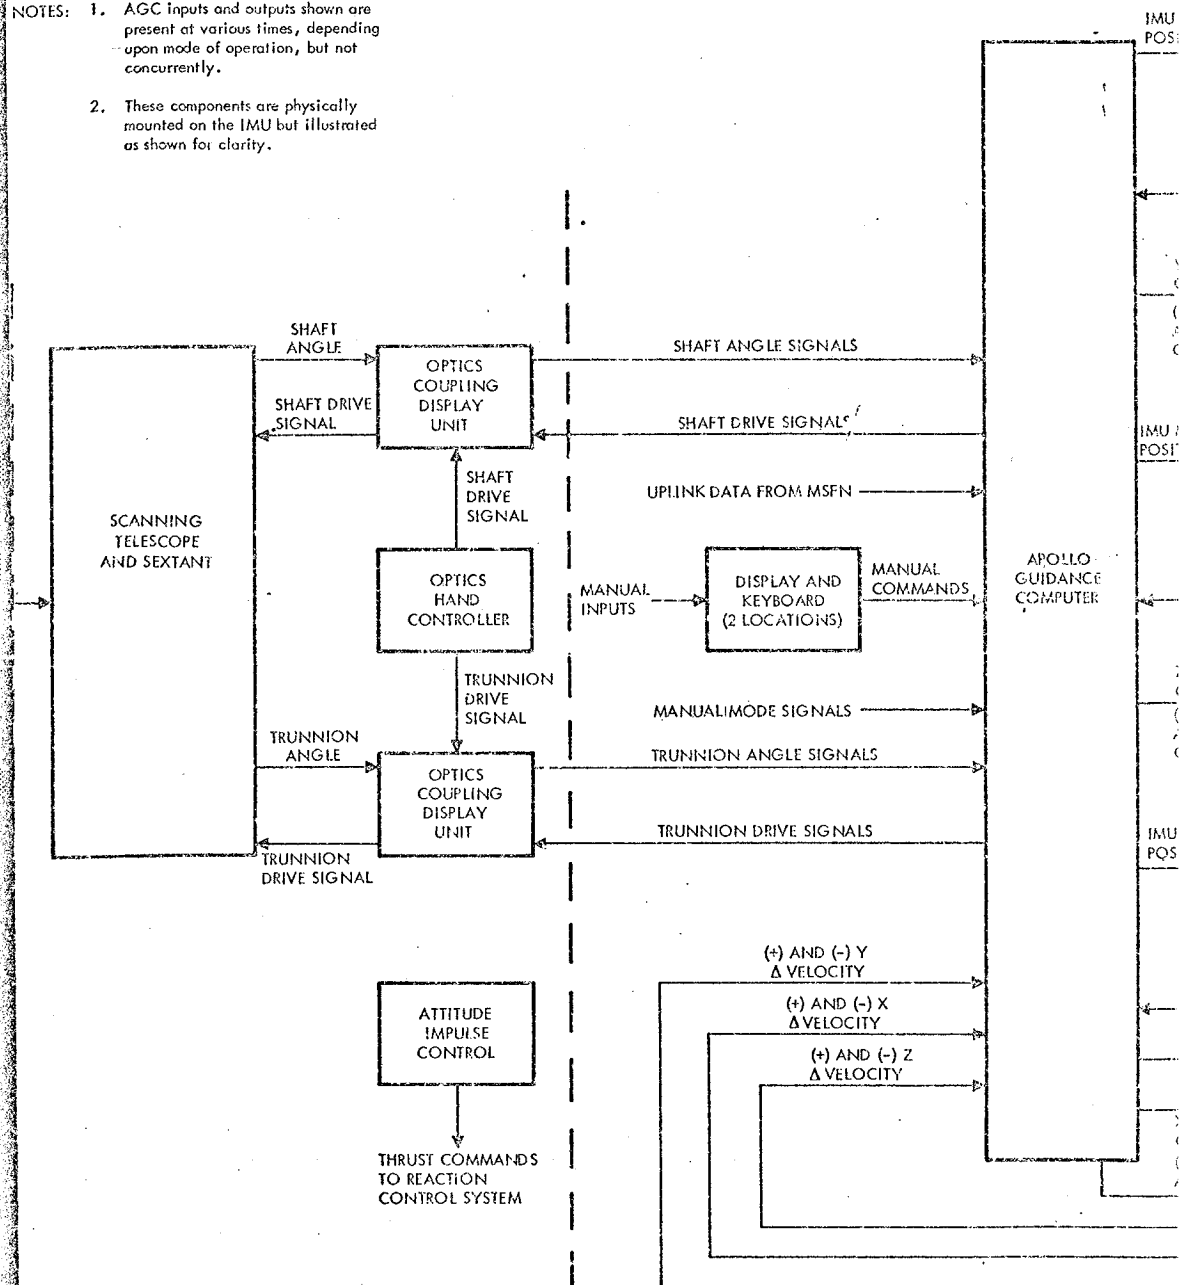 NOTES: 1. AGC inputs and outputs shown are
present at various times, depending
upon mode of operation, but not
concurrently.
2. These components are physically
mounted on the IMU but illustrated
as shown for clarity.
IMU
SHAFT
ANGLE
SHAFT DRIVE
SIGNAL
OPTICS
COUPLING
DISPLAY
UNIT
SHAFT ANGLE SIGNALS
SHAFT DRIVE SIGNALS
IMU
SHAFT
DRIVE
SIGNAL
UPLINK DATA FROM MSFN
SCANNING
TELESCOPE
AND SEXTANT
OPTICS
HAND
CONTROLLER
MANUAL
INPUTS
DISPLAY AND
KEYBOARD
(2 LOCATIONS)
MANUAL
COMMANDS
APOLLO
GUIDANCE
COMPUTER
TRUNNION
DRIVE
SIGNAL
MANUAL MODE SIGNALS
TRUNNION
ANGLE
OPTICS
COUPLING
DISPLAY
UNIT
TRUNNION ANGLE SIGNALS
TRUNNION DRIVE SIGNALS
IMU
TRUNNION
DRIVE SIGNAL
(+) AND (-) Y
Δ VELOCITY
(+) AND (-) X
Δ VELOCITY
(+) AND (-) Z
Δ VELOCITY
ATTITUDE
IMPULSE
CONTROL
THRUST COMMANDS
TO REACTION
CONTROL SYSTEM